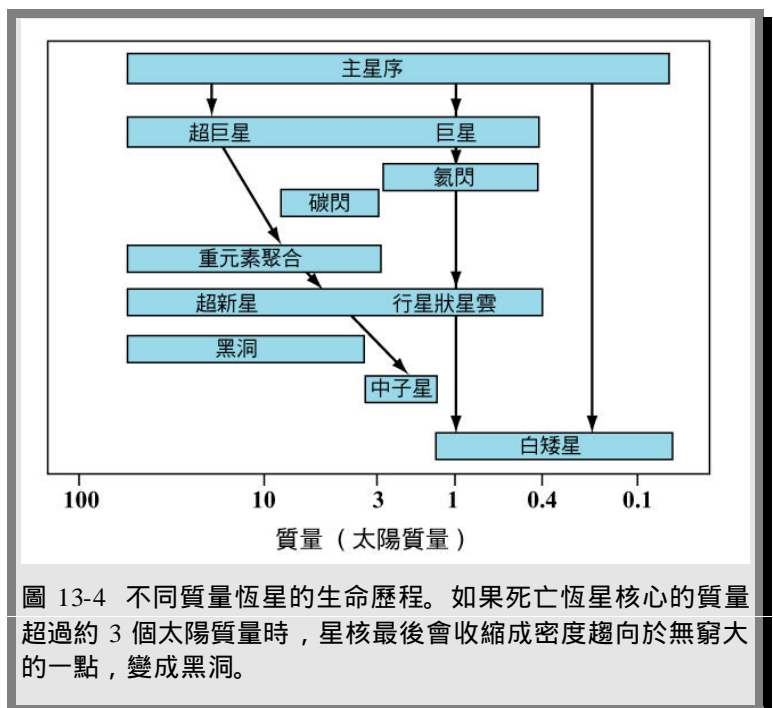 主星序
超巨星 巨星
氦閃
碳閃
重元素聚合
超新星 行星狀星雲
黑洞
中子星
白矮星
100 10 3 1 0.4 0.1
質量（太陽質量）
圖 13-4 不同質量恆星的生命歷程。如果死亡恆星核心的質量
超過約 3 個太陽質量時，星核最後會收縮成密度趨向於無窮大
的一點，變成黑洞。